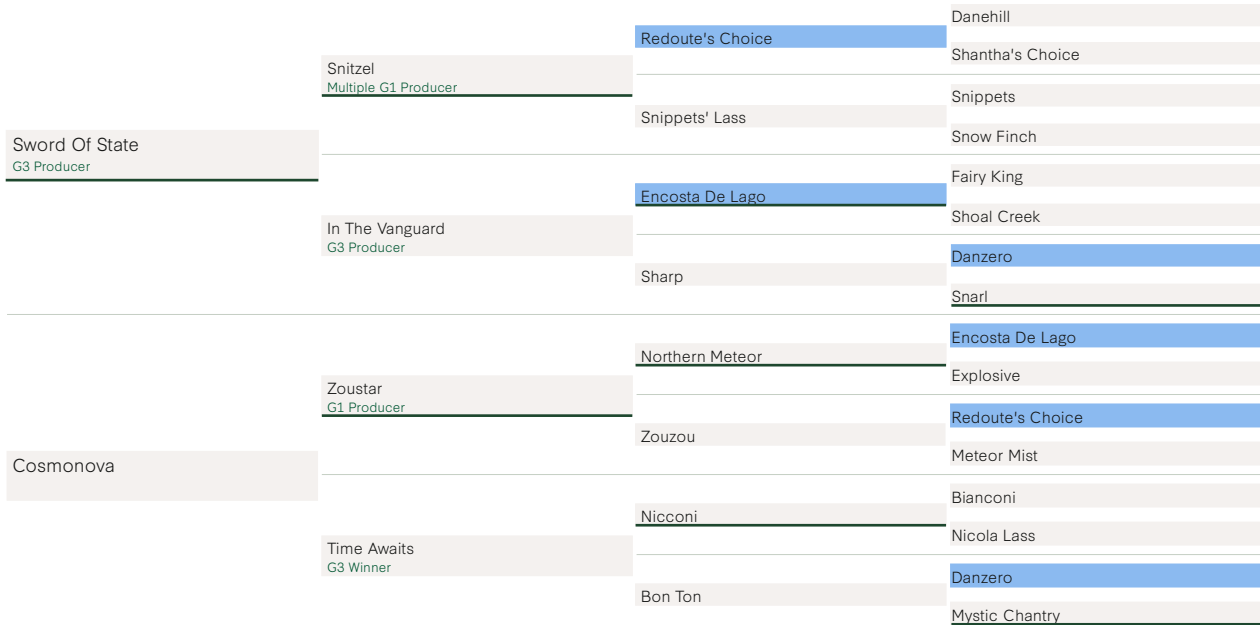 Sword Of State
G3 Producer
Cosmonova
Snitzel
Multiple G1 Producer
In The Vanguard
G3 Producer
Zoustar
G1 Producer
Time Awaits
G3 Winner
Redoute's Choice
Snippets' Lass
Encosta De Lago
Sharp
Northern Meteor
Zouzou
Nicconi
Bon Ton
Danehill
Shantha's Choice
Snippets
Snow Finch
Fairy King
Shoal Creek
Danzero
Snarl
Encosta De Lago
Explosive
Redoute's Choice
Meteor Mist
Bianconi
Nicola Lass
Danzero
Mystic Chantry